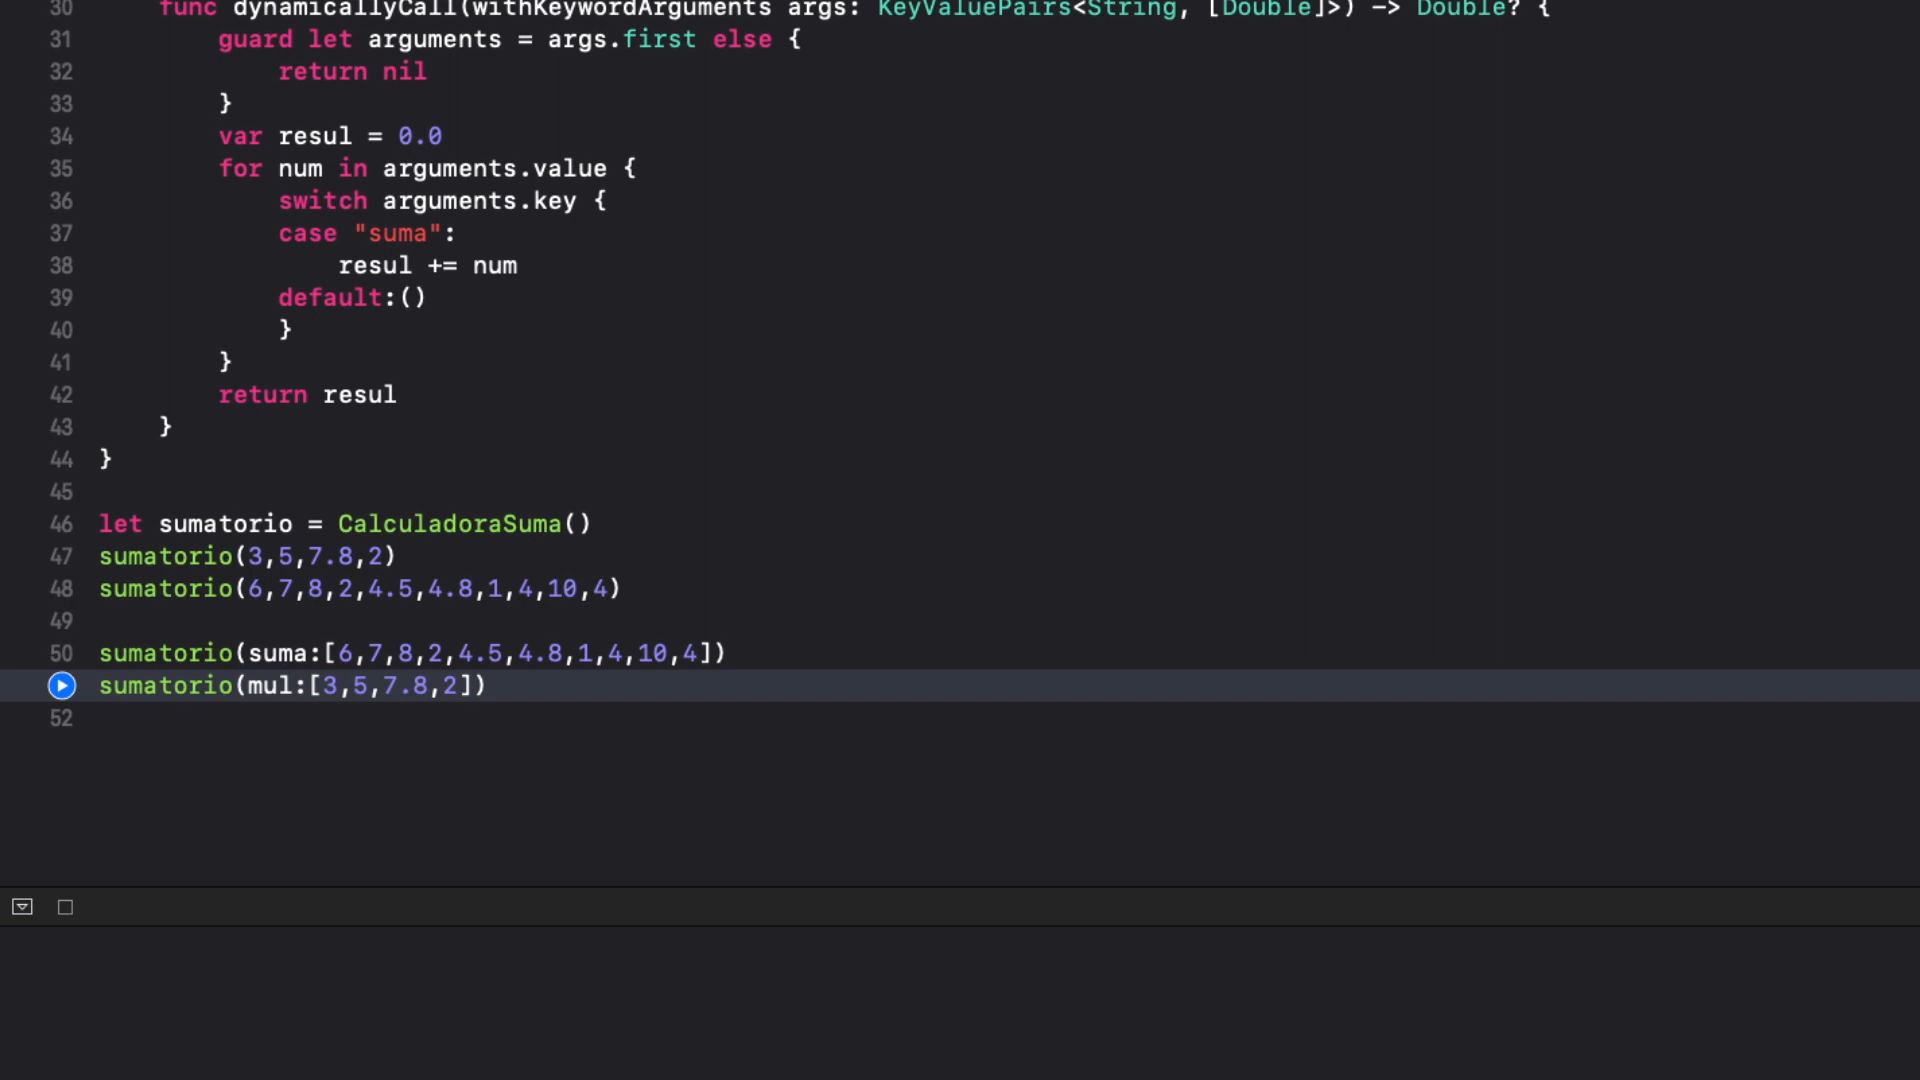 30 func dynamicallyCall(withKeywordArguments args: KeyValuePairs<String, [Double]>) -> Double? {
31 guard let arguments = args.first else {
32 return nil
33 }
34 var resul = 0.0
35 for num in arguments.value {
36 switch arguments.key {
37 case "suma":
38 resul += num
39 default:()
40 }
41 }
42 return resul
43 }
44 }
45
46 let sumatorio = CalculadoraSuma()
47 sumatorio(3,5,7.8,2)
48 sumatorio(6,7,8,2,4.5,4.8,1,4,10,4)
49
50 sumatorio(suma:[6,7,8,2,4.5,4.8,1,4,10,4])
sumatorio(mul:[3,5,7.8,2])
52